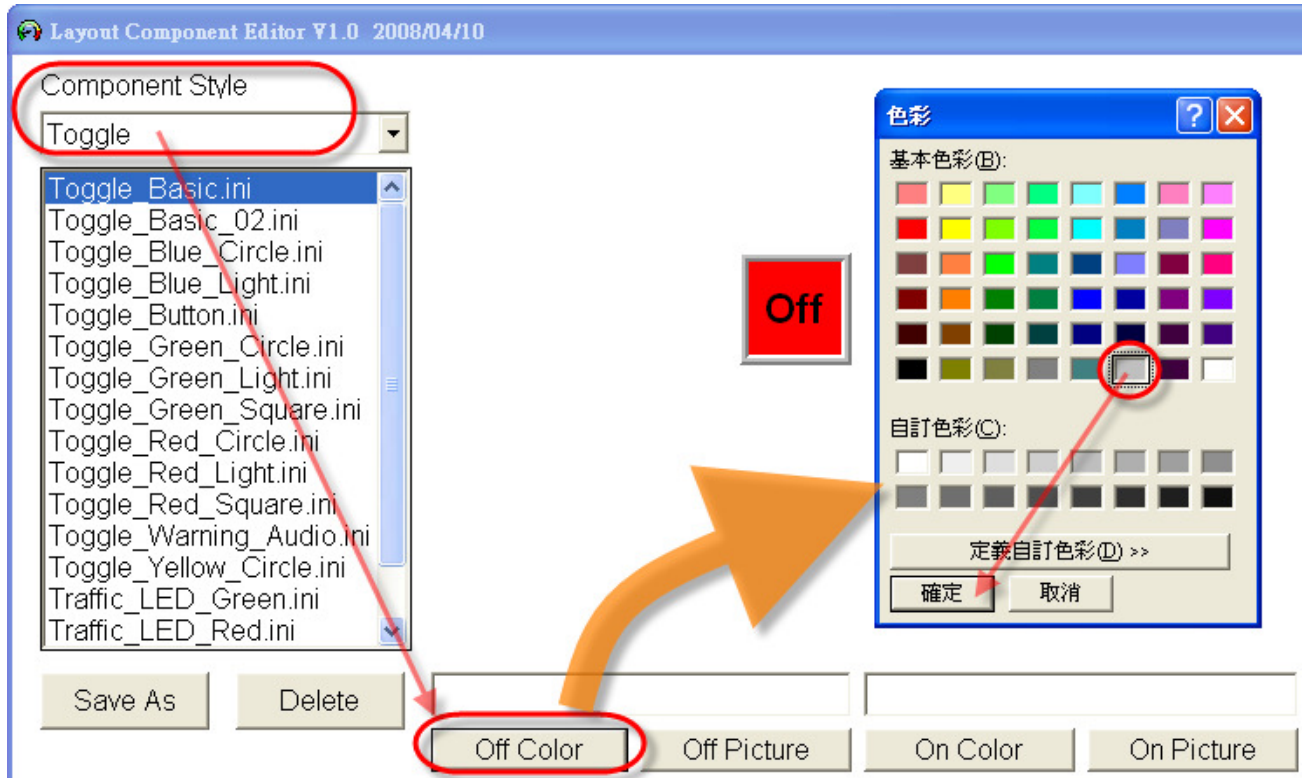 Layout Component Editor V1.0 2008/04/10
Component Style
Toggle
Toggle_Basic.ini
Toggle_Basic_02.ini
Toggle_Blue_Circle.ini
Toggle_Blue_Light.ini
Toggle_Button.ini
Toggle_Green_Circle.ini
Toggle_Green_Light.ini
Toggle_Green_Square.ini
Toggle_Red_Circle.ini
Toggle_Red_Light.ini
Toggle_Red_Square.ini
Toggle_Warning_Audio.ini
Toggle_Yellow_Circle.ini
Traffic_LED_Green.ini
Traffic_LED_Red.ini
Save As
Delete
Off
色彩
基本色彩(B):
自訂色彩(C):
定義自訂色彩(D) >>
確定
取消
Off Color
Off Picture
On Color
On Picture